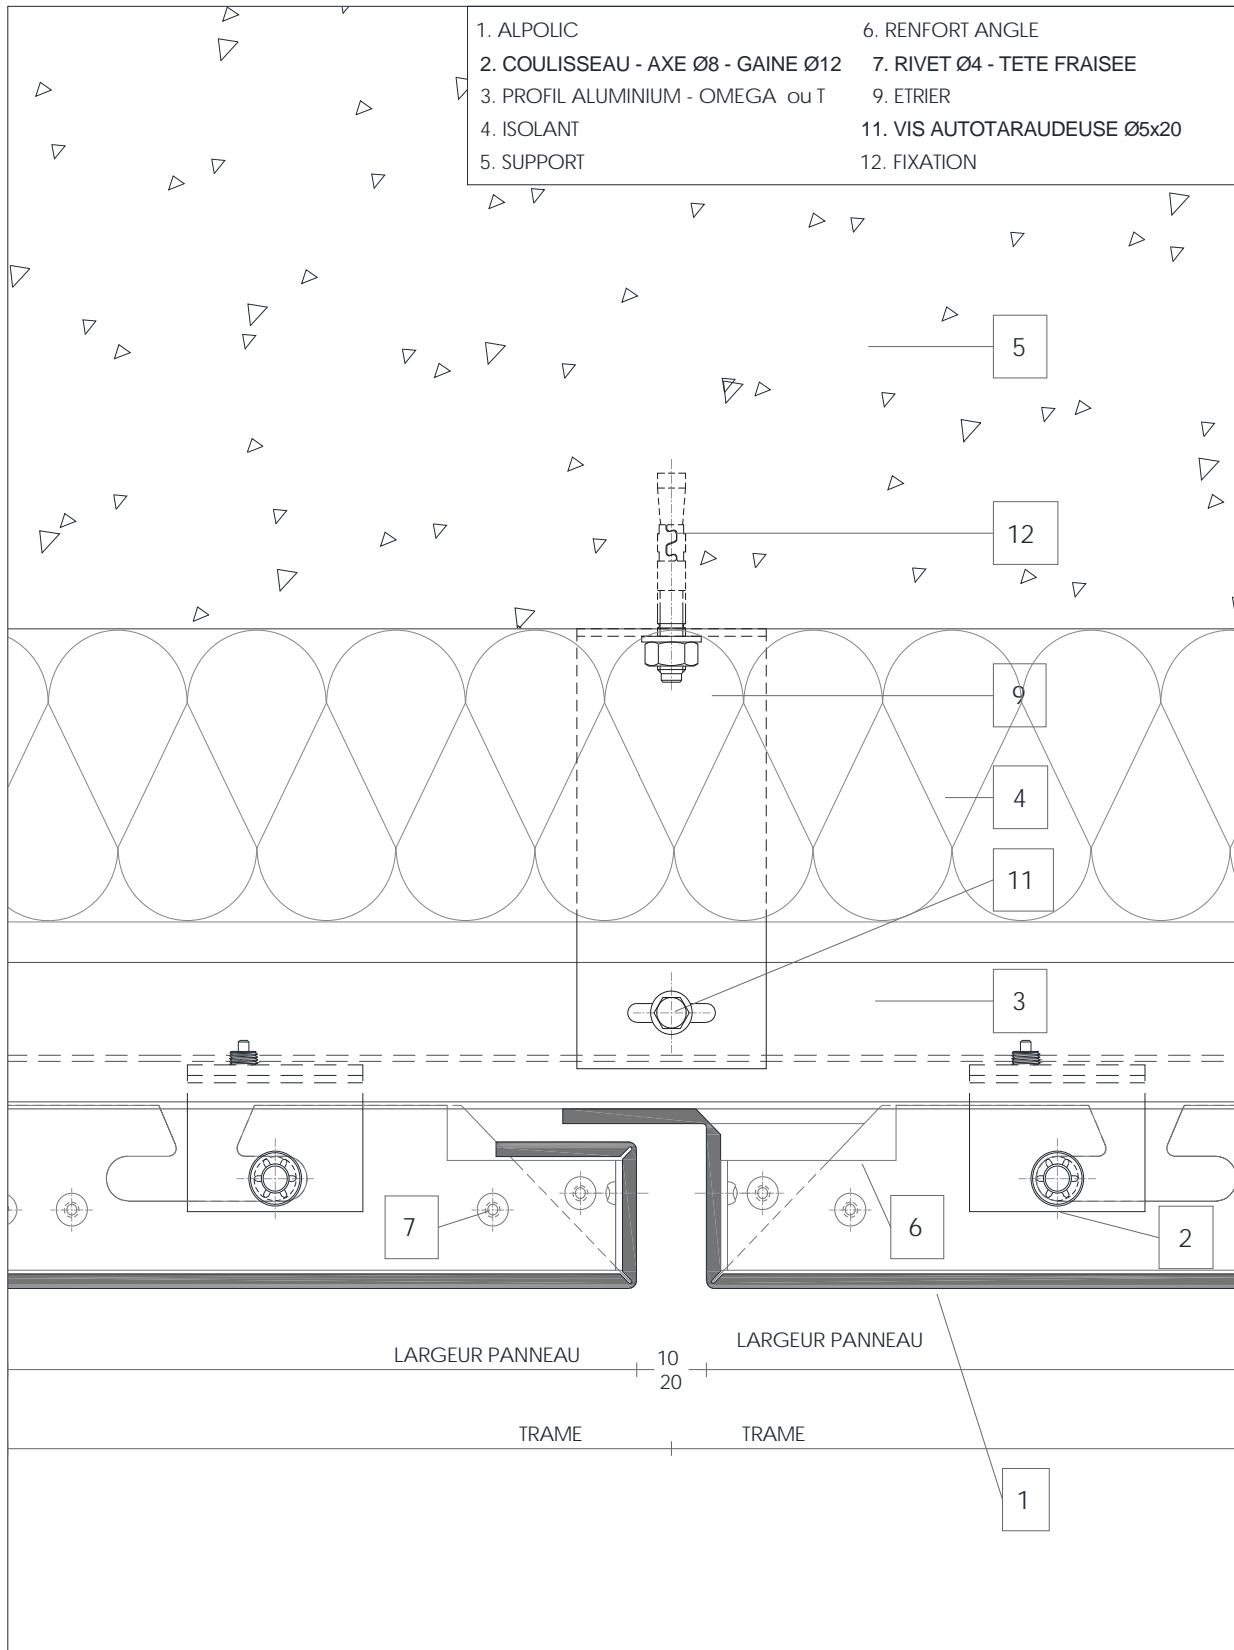 1. ALPOLIC
2. COULISSEAU - AXE Ø8 - GAINE Ø12
3. PROFIL ALUMINIUM - OMEGA ou T
4. ISOLANT
5. SUPPORT
6. RENFORT ANGLE
7. RIVET Ø4 - TETE FRAISEE
9. ETRIER
11. VIS AUTOTARAUDEUSE Ø5x20
12. FIXATION
5
12
9
4
11
3
7
6
2
LARGEUR PANNEAU
10
20
LARGEUR PANNEAU
TRAME
TRAME
1